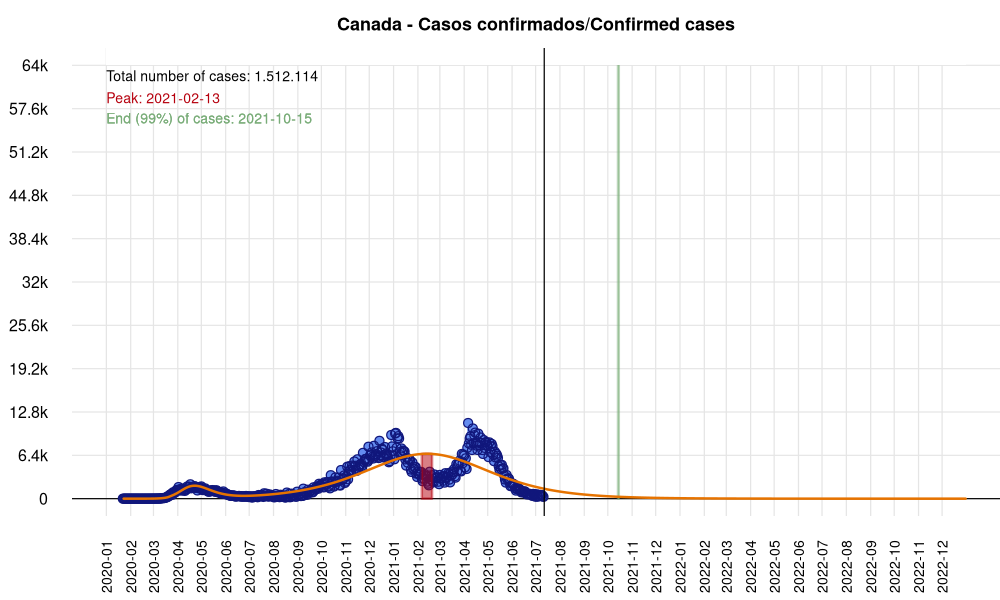 Canada - Casos confirmados/Confirmed cases
64k
Total number of cases: 1.512.114
Peak: 2021-02-13
End (99%) of cases: 2021-10-15
57.6k
51.2k
44.8k
38.4k
32k
25.6k
19.2k
12.8k
6.4k
0
2020-01
2020-02
2020-03
2020-04
2020-05
2020-06
2020-07
2020-08
2020-09
2020-10
2020-11
2020-12
2021-01
2021-02
2021-03
2021-04
2021-05
2021-06
2021-07
2021-08
2021-09
2021-10
2021-11
2021-12
2022-01
2022-02
2022-03
2022-04
2022-05
2022-06
2022-07
2022-08
2022-09
2022-10
2022-11
2022-12